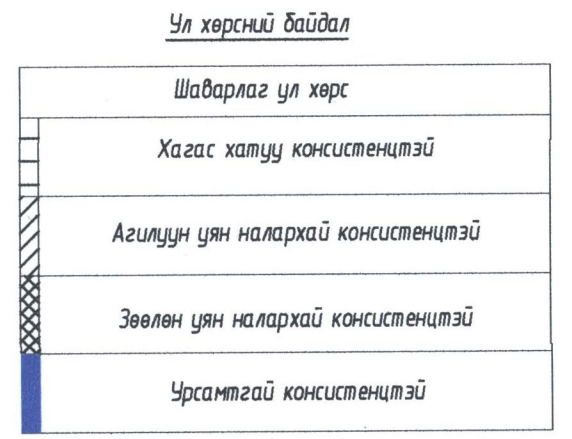 Ул хөрсний байдал
Шаварлаг ул хөрс
Хагас хатуу консистенцтэй
Агилуун уян налархай консистенцтэй
Зөөлөн уян налархай консистенцтэй
Урсамтгай консистенцтэй